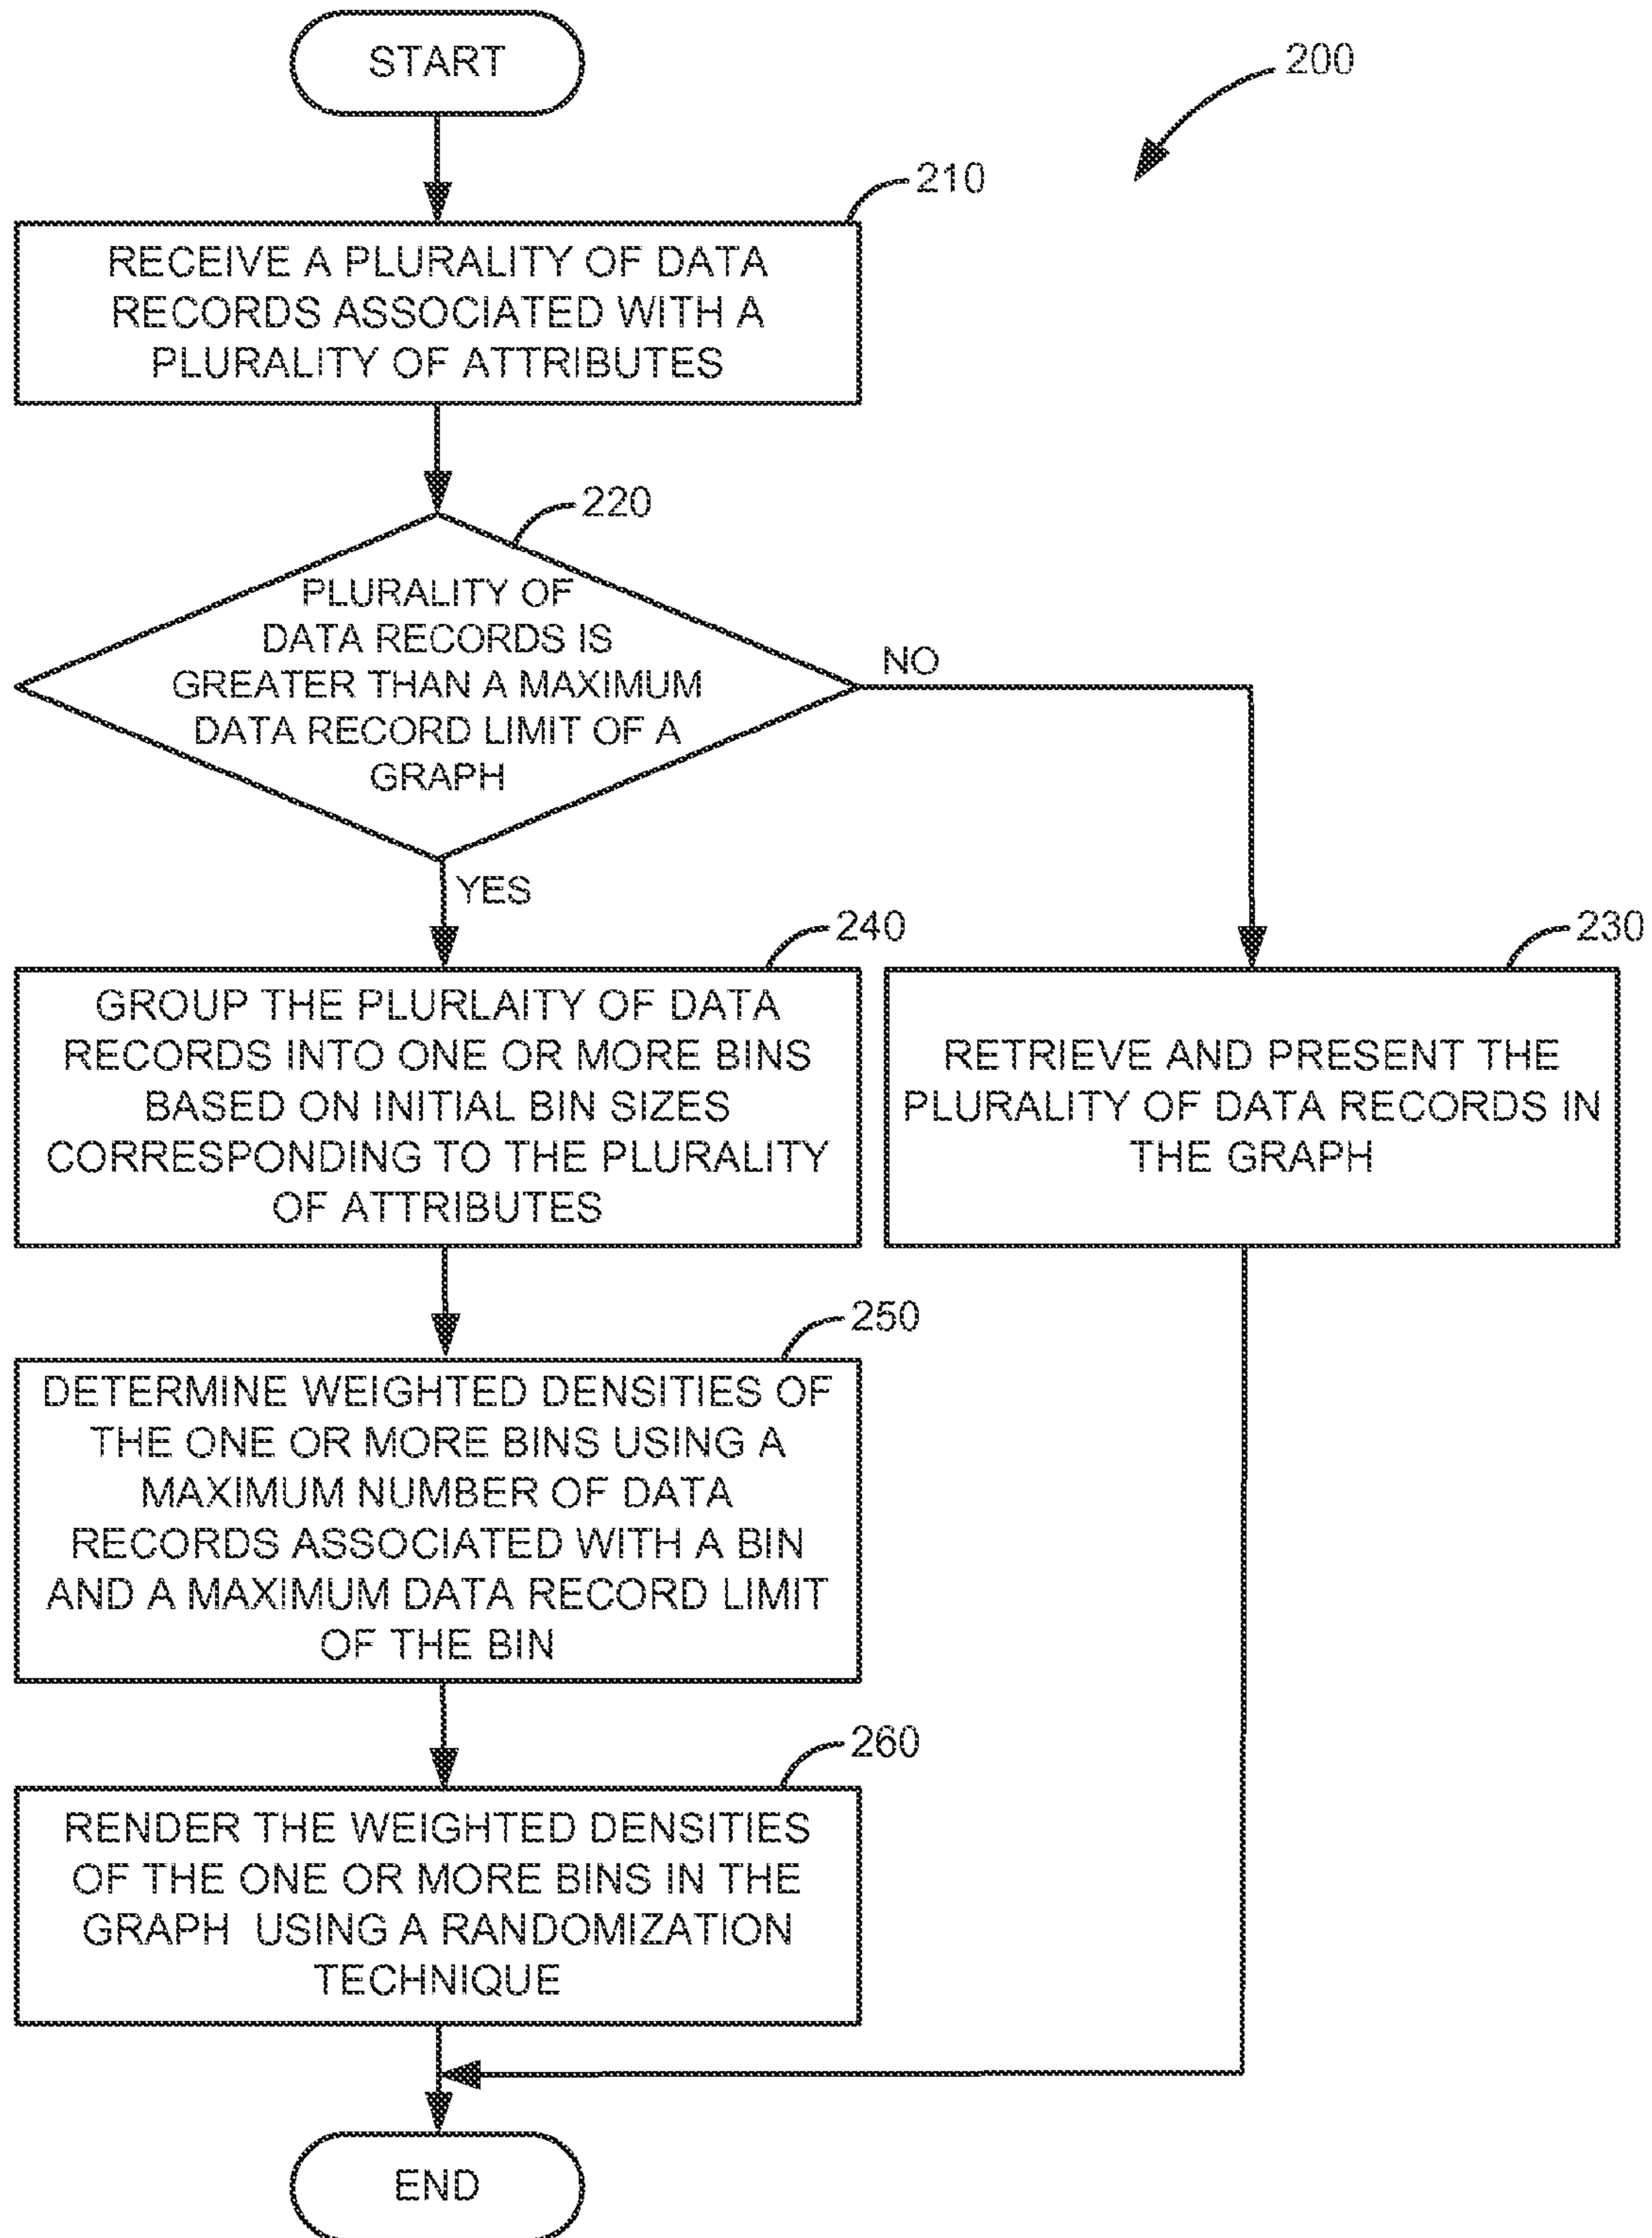 START
200
210
RECEIVE A PLURALITY OF DATA
RECORDS ASSOCIATED WITH A
PLURALITY OF ATTRIBUTES
220
PLURALITY OF
DATA RECORDS IS
GREATER THAN A MAXIMUM
DATA RECORD LIMIT OF A
GRAPH
NO
YES
240
GROUP THE PLURLAITY OF DATA
RECORDS INTO ONE OR MORE BINS
BASED ON INITIAL BIN SIZES
CORRESPONDING TO THE PLURALITY
OF ATTRIBUTES
230
RETRIEVE AND PRESENT THE
PLURALITY OF DATA RECORDS IN
THE GRAPH
250
DETERMINE WEIGHTED DENSITIES OF
THE ONE OR MORE BINS USING A
MAXIMUM NUMBER OF DATA
RECORDS ASSOCIATED WITH A BIN
AND A MAXIMUM DATA RECORD LIMIT
OF THE BIN
260
RENDER THE WEIGHTED DENSITIES
OF THE ONE OR MORE BINS IN THE
GRAPH USING A RANDOMIZATION
TECHNIQUE
END